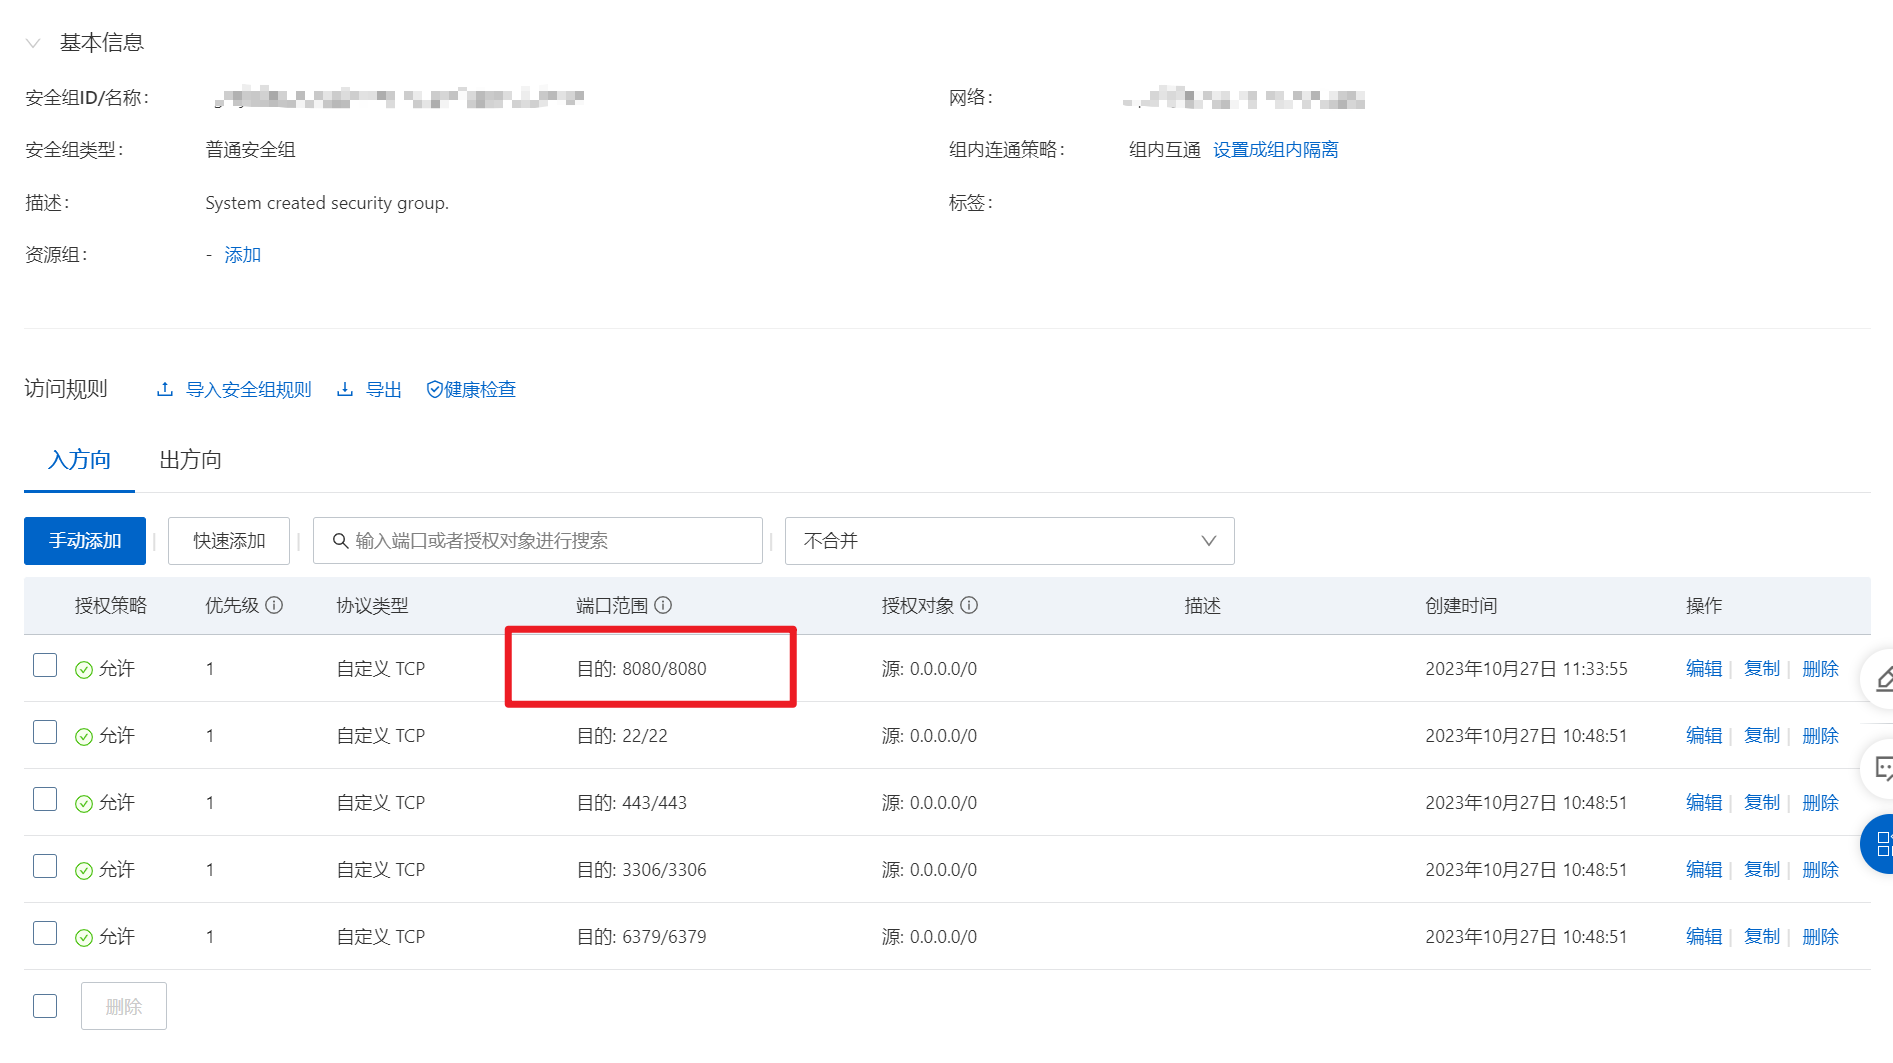 基本信息
安全组ID/名称: 网络:
安全组类型: 普通安全组 组内连通策略: 组内互通 设置成组内隔离
描述: System created security group. 标签:
资源组: - 添加
访问规则 导入安全组规则 导出 健康检查
入方向 出方向
手动添加 快速添加 输入端口或者授权对象进行搜索 不合并
授权策略 优先级 协议类型 端口范围 授权对象 描述 创建时间 操作
允许 1 自定义 TCP 目的: 8080/8080 源: 0.0.0.0/0 2023年10月27日 11:33:55 编辑 复制 删除
允许 1 自定义 TCP 目的: 22/22 源: 0.0.0.0/0 2023年10月27日 10:48:51 编辑 复制 删除
允许 1 自定义 TCP 目的: 443/443 源: 0.0.0.0/0 2023年10月27日 10:48:51 编辑 复制 删除
允许 1 自定义 TCP 目的: 3306/3306 源: 0.0.0.0/0 2023年10月27日 10:48:51 编辑 复制 删除
允许 1 自定义 TCP 目的: 6379/6379 源: 0.0.0.0/0 2023年10月27日 10:48:51 编辑 复制 删除
删除